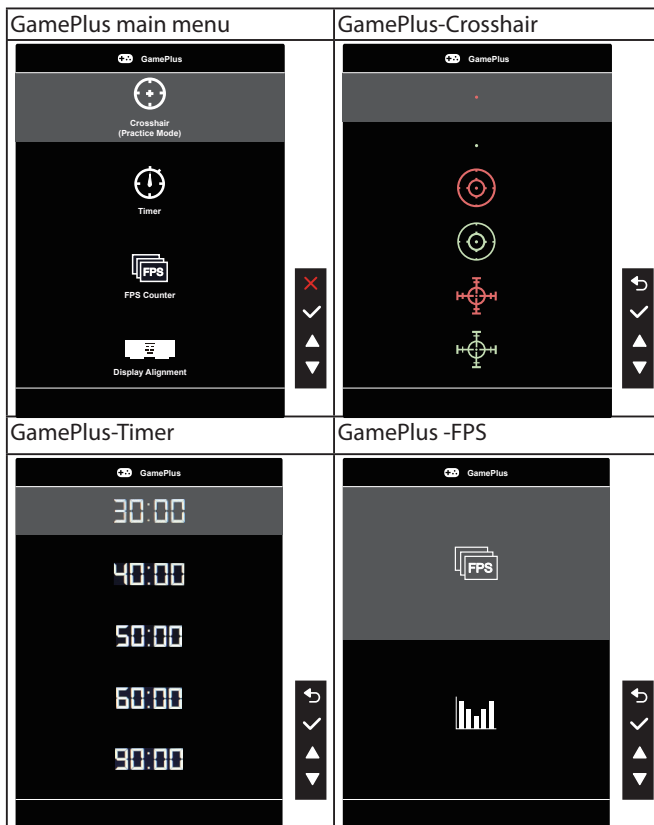 GamePlus main menu
GamePlus-Crosshair
GamePlus
Crosshair
(Practice Mode)
Timer
FPS
FPS Counter
Display Alignment
GamePlus
GamePlus-Timer
GamePlus -FPS
GamePlus
30:00
40:00
50:00
60:00
90:00
GamePlus
FPS